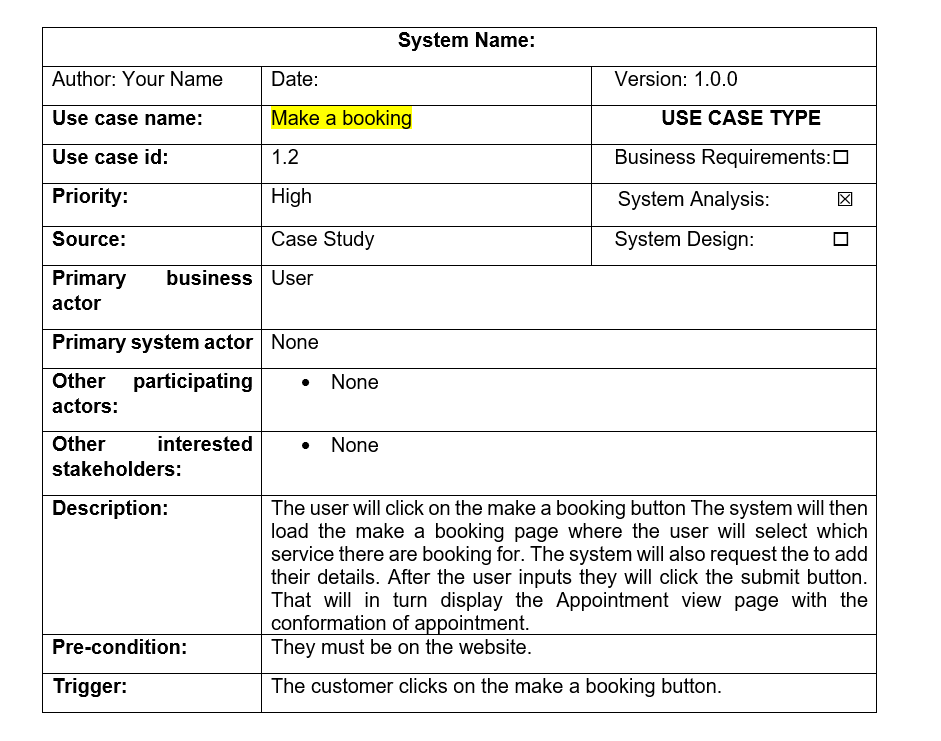 System Name:
Author: Your Name Date: Version: 1.0.0
Use case name: Make a booking USE CASE TYPE
Use case id: 1.2 Business Requirements:☐
Priority: High System Analysis: ☒
Source: Case Study System Design: ☐
Primary business User
actor
Primary system actor None
Other participating • None
actors:
Other interested • None
stakeholders:
Description: The user will click on the make a booking button The system will then
load the make a booking page where the user will select which
service there are booking for. The system will also request the to add
their details. After the user inputs they will click the submit button.
That will in turn display the Appointment view page with the
conformation of appointment.
Pre-condition: They must be on the website.
Trigger: The customer clicks on the make a booking button.